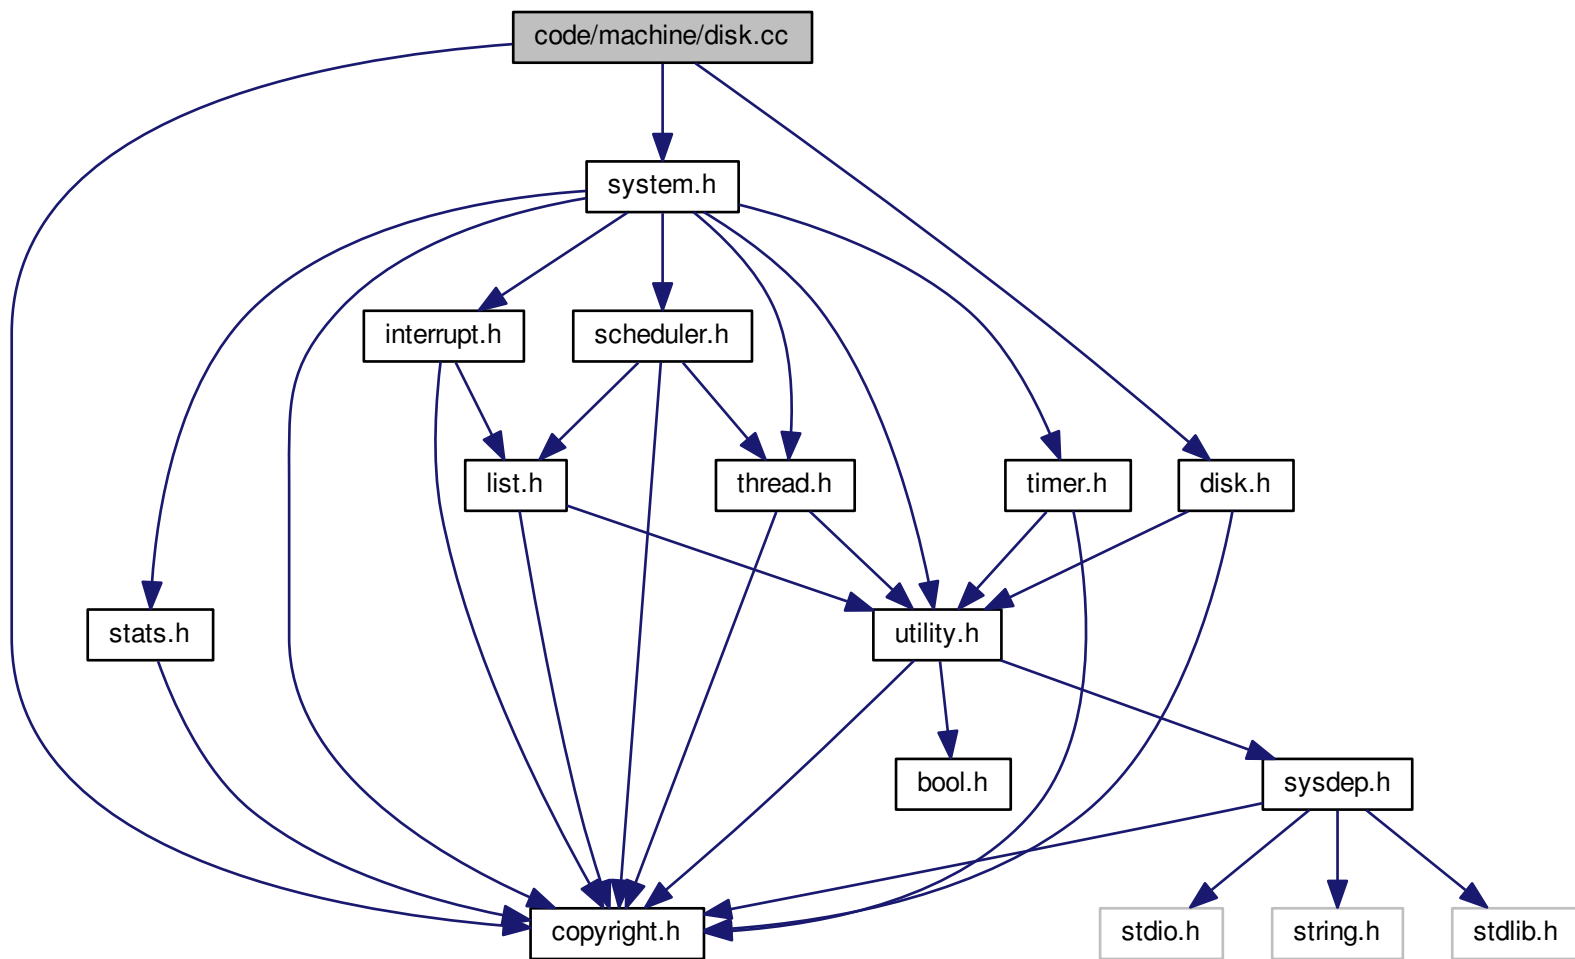 code/machine/disk.cc
system.h
interrupt.h
scheduler.h
list.h
thread.h
timer.h
disk.h
stats.h
utility.h
bool.h
sysdep.h
copyright.h
stdio.h
string.h
stdlib.h